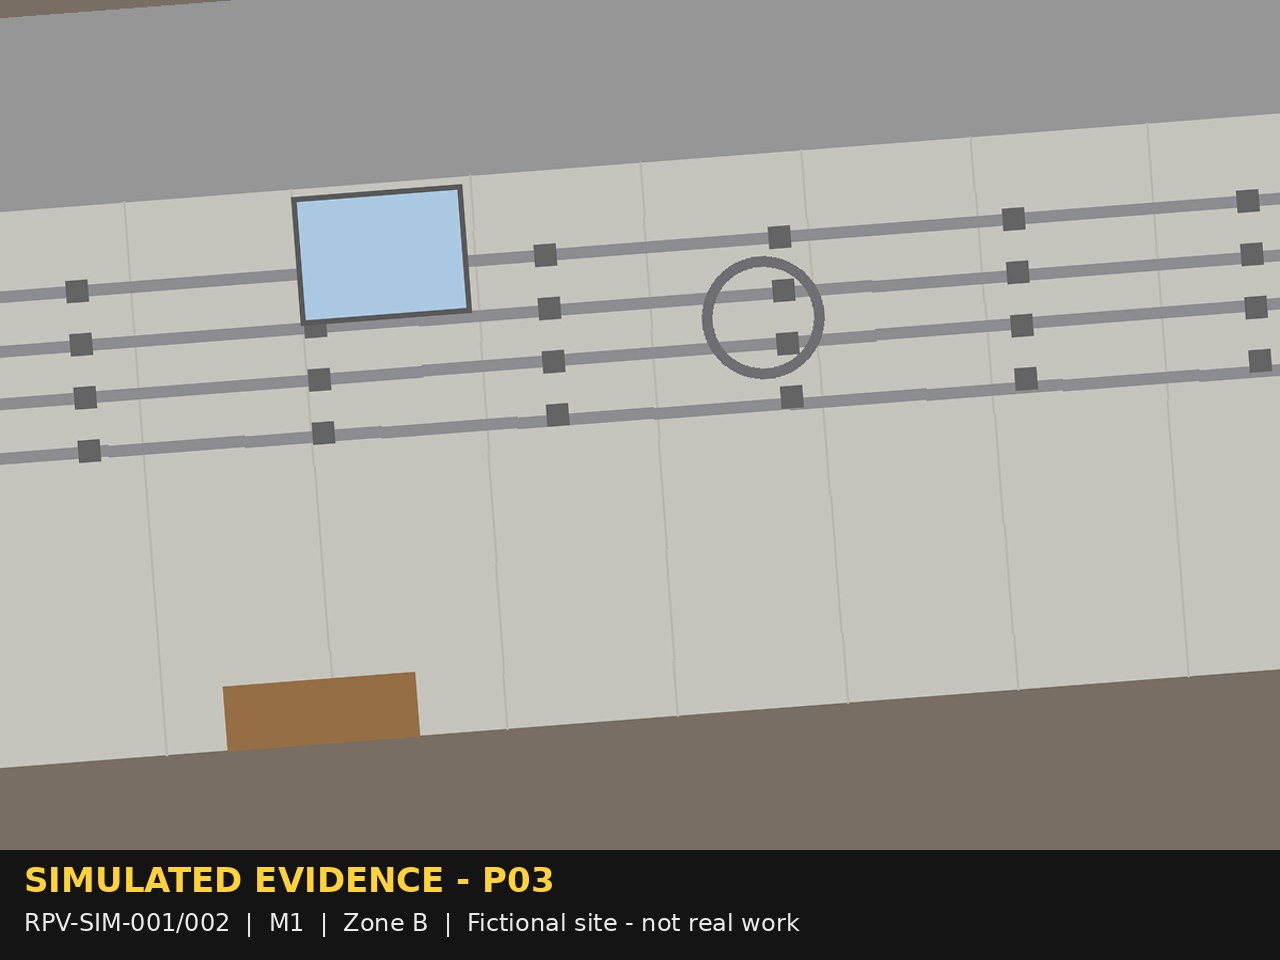 SIMULATED EVIDENCE - P03
RPV-SIM-001/002 | M1 | Zone B | Fictional site - not real work